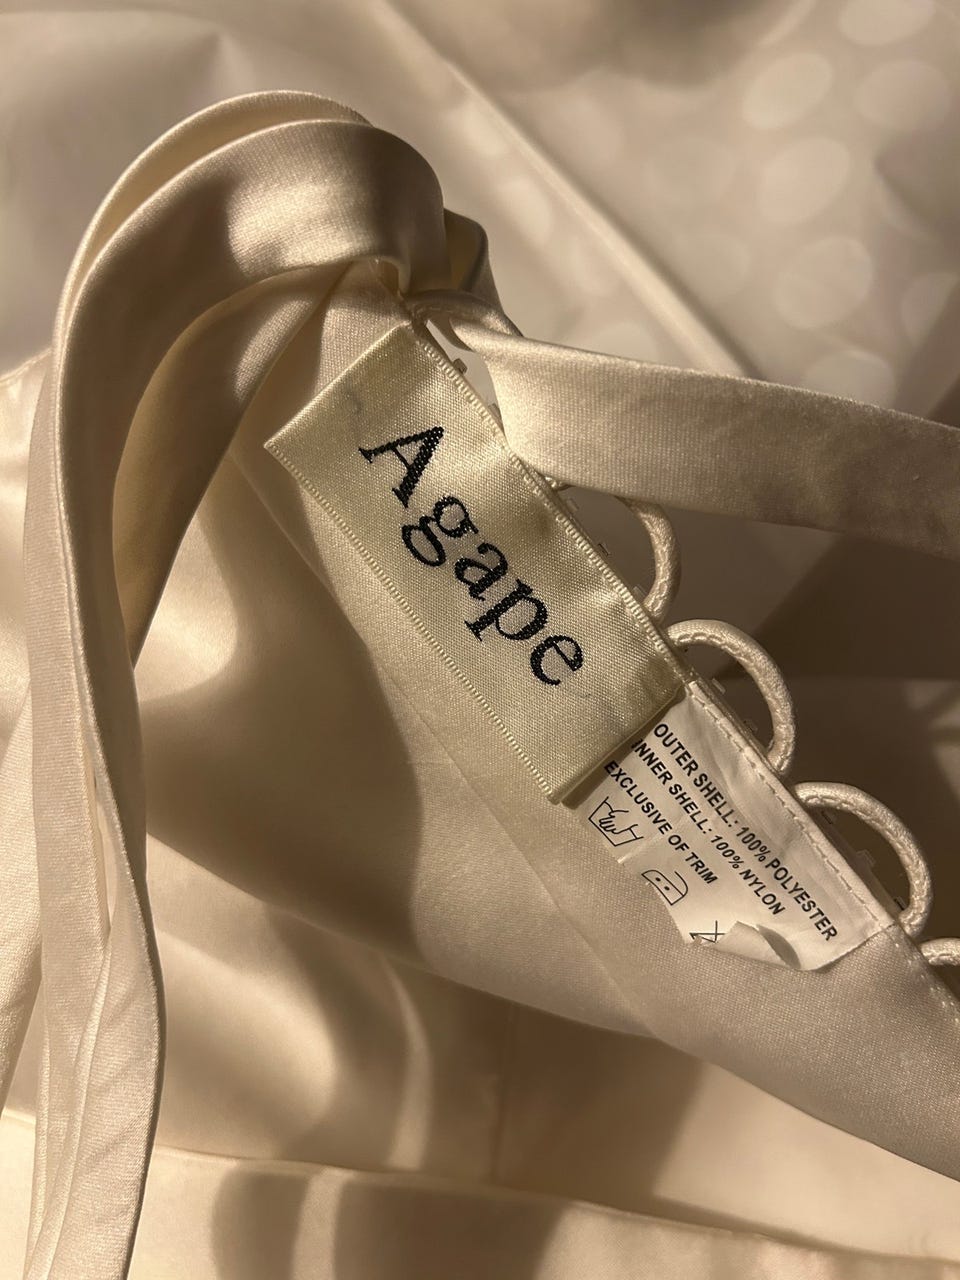 Agape
OUTER SHELL: 100% POLYESTER
INNER SHELL: 100% NYLON
EXCLUSIVE OF TRIM